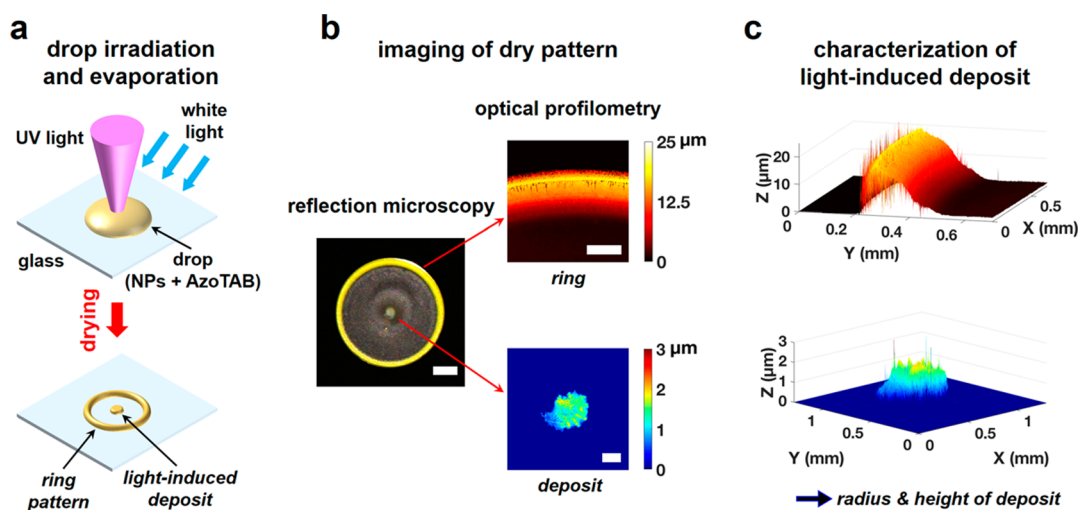 a
drop irradiation
and evaporation
white
light
UV light
glass
drop
(NPs + AzoTAB)
drying
ring
pattern
light-induced
deposit
b
imaging of dry pattern
optical profilometry
reflection microscopy
25 μm
12.5
0
ring
3 μm
2
1
0
deposit
c
characterization of
light-induced deposit
Z (μm)
20
10
0
0
0.2
0.4
0.6
Y (mm)
0
0.5
X (mm)
Z (μm)
3
2
1
0
1
0.5
0
Y (mm)
0
0.5
1
X (mm)
radius & height of deposit